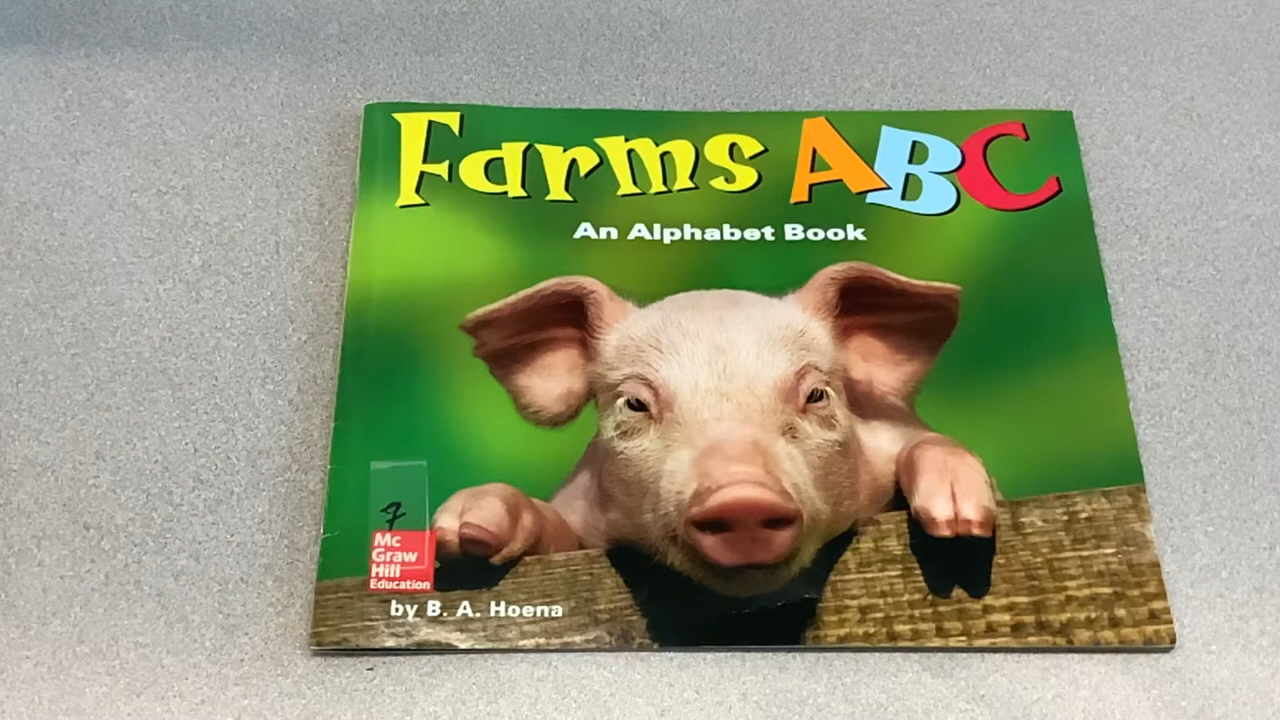 Farms ABC
An Alphabet Book
Mc
Graw
Hill
Education
by B. A. Hoena